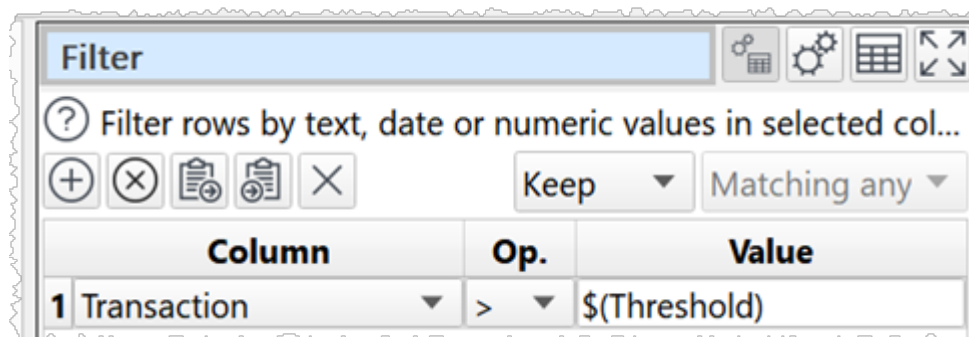 Filter
? Filter rows by text, date or numeric values in selected col...
Keep Matching any
Column Op. Value
1 Transaction > $(Threshold)